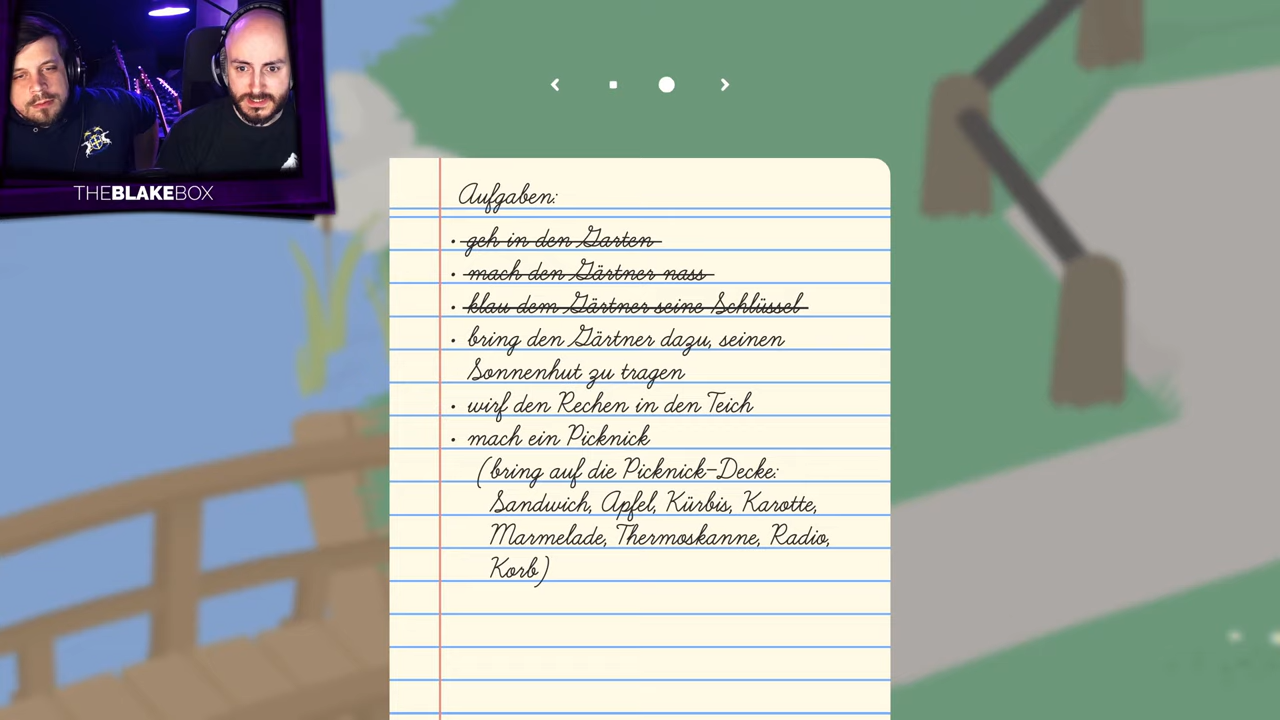 THEBLAKEBOX
Aufgaben:
• geh in den Garten
• mach den Gärtner nass
• klau dem Gärtner seine Schlüssel
• bring den Gärtner dazu, seinen
Sonnenhut zu tragen
• wirf den Rechen in den Teich
• mach ein Picknick
(bring auf die Picknick-Decke:
Sandwich, Apfel, Kürbis, Karotte,
Marmelade, Thermoskanne, Radio,
Korb)